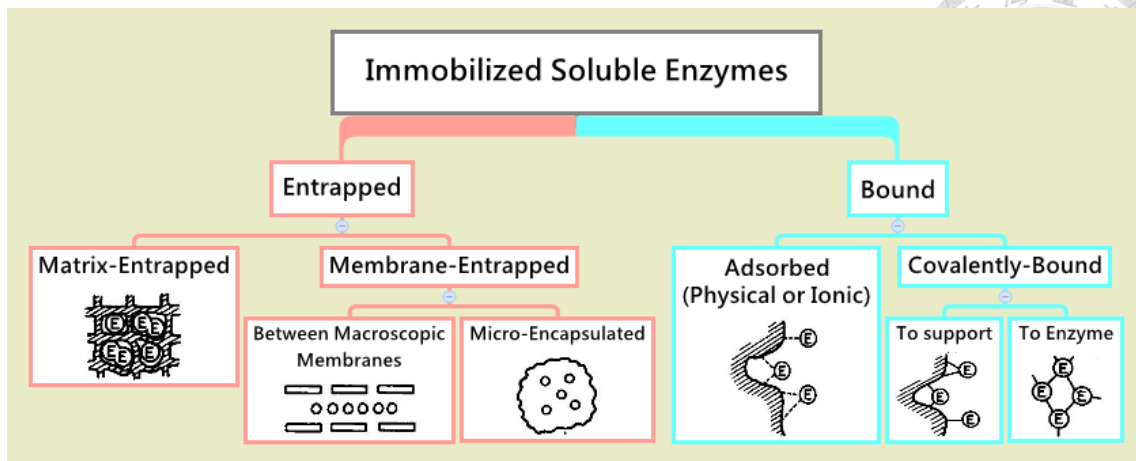 Immobilized Soluble Enzymes
Entrapped
Bound
Matrix-Entrapped
E
E
E
E
E
E
Membrane-Entrapped
Between Macroscopic
Membranes
Micro-Encapsulated
Adsorbed
(Physical or Ionic)
E
E
E
Covalently-Bound
To support
E
E
E
To Enzyme
E
E
E
E